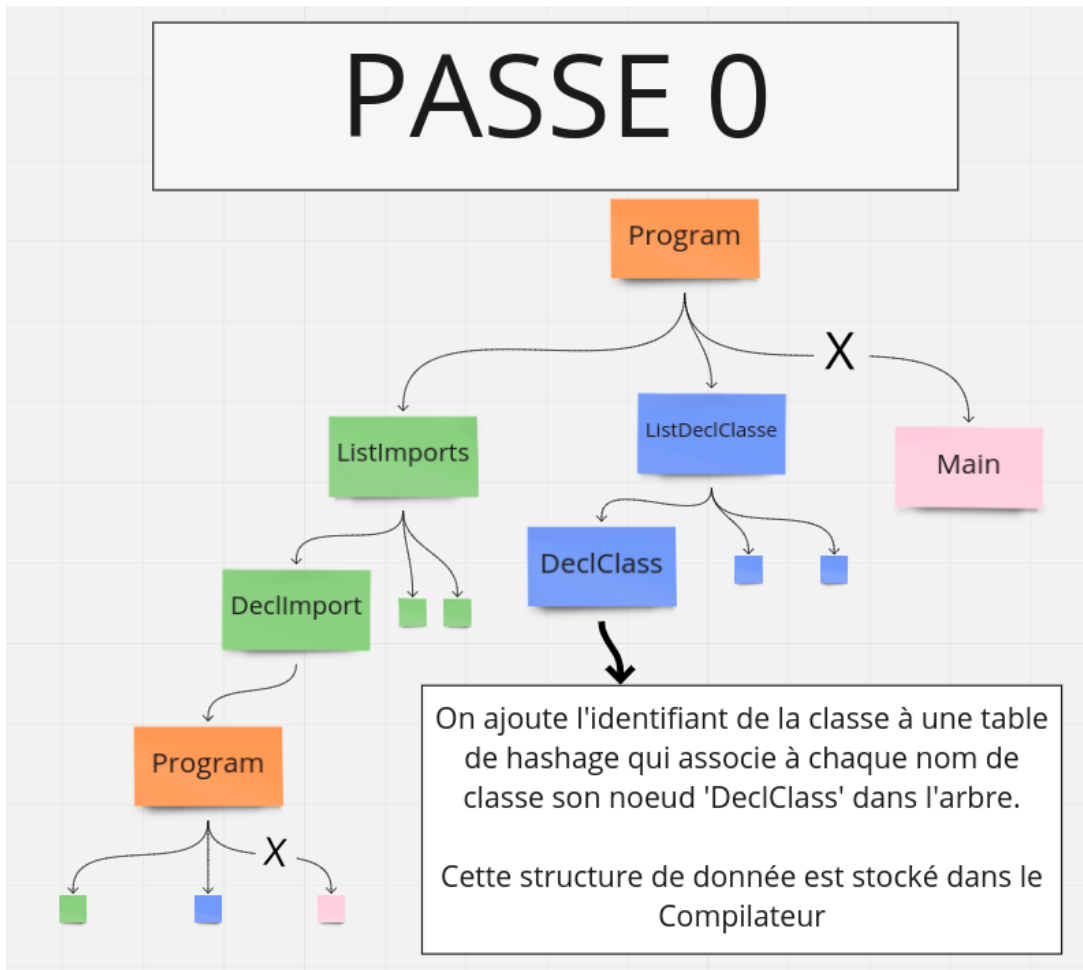 PASSE 0
Program
X
ListImports
ListDeclClasse
Main
DeclImport
DeclClass
Program
X
On ajoute l'identifiant de la classe à une table
de hashage qui associe à chaque nom de
classe son noeud 'DeclClass' dans l'arbre.
Cette structure de donnée est stocké dans le
Compilateur